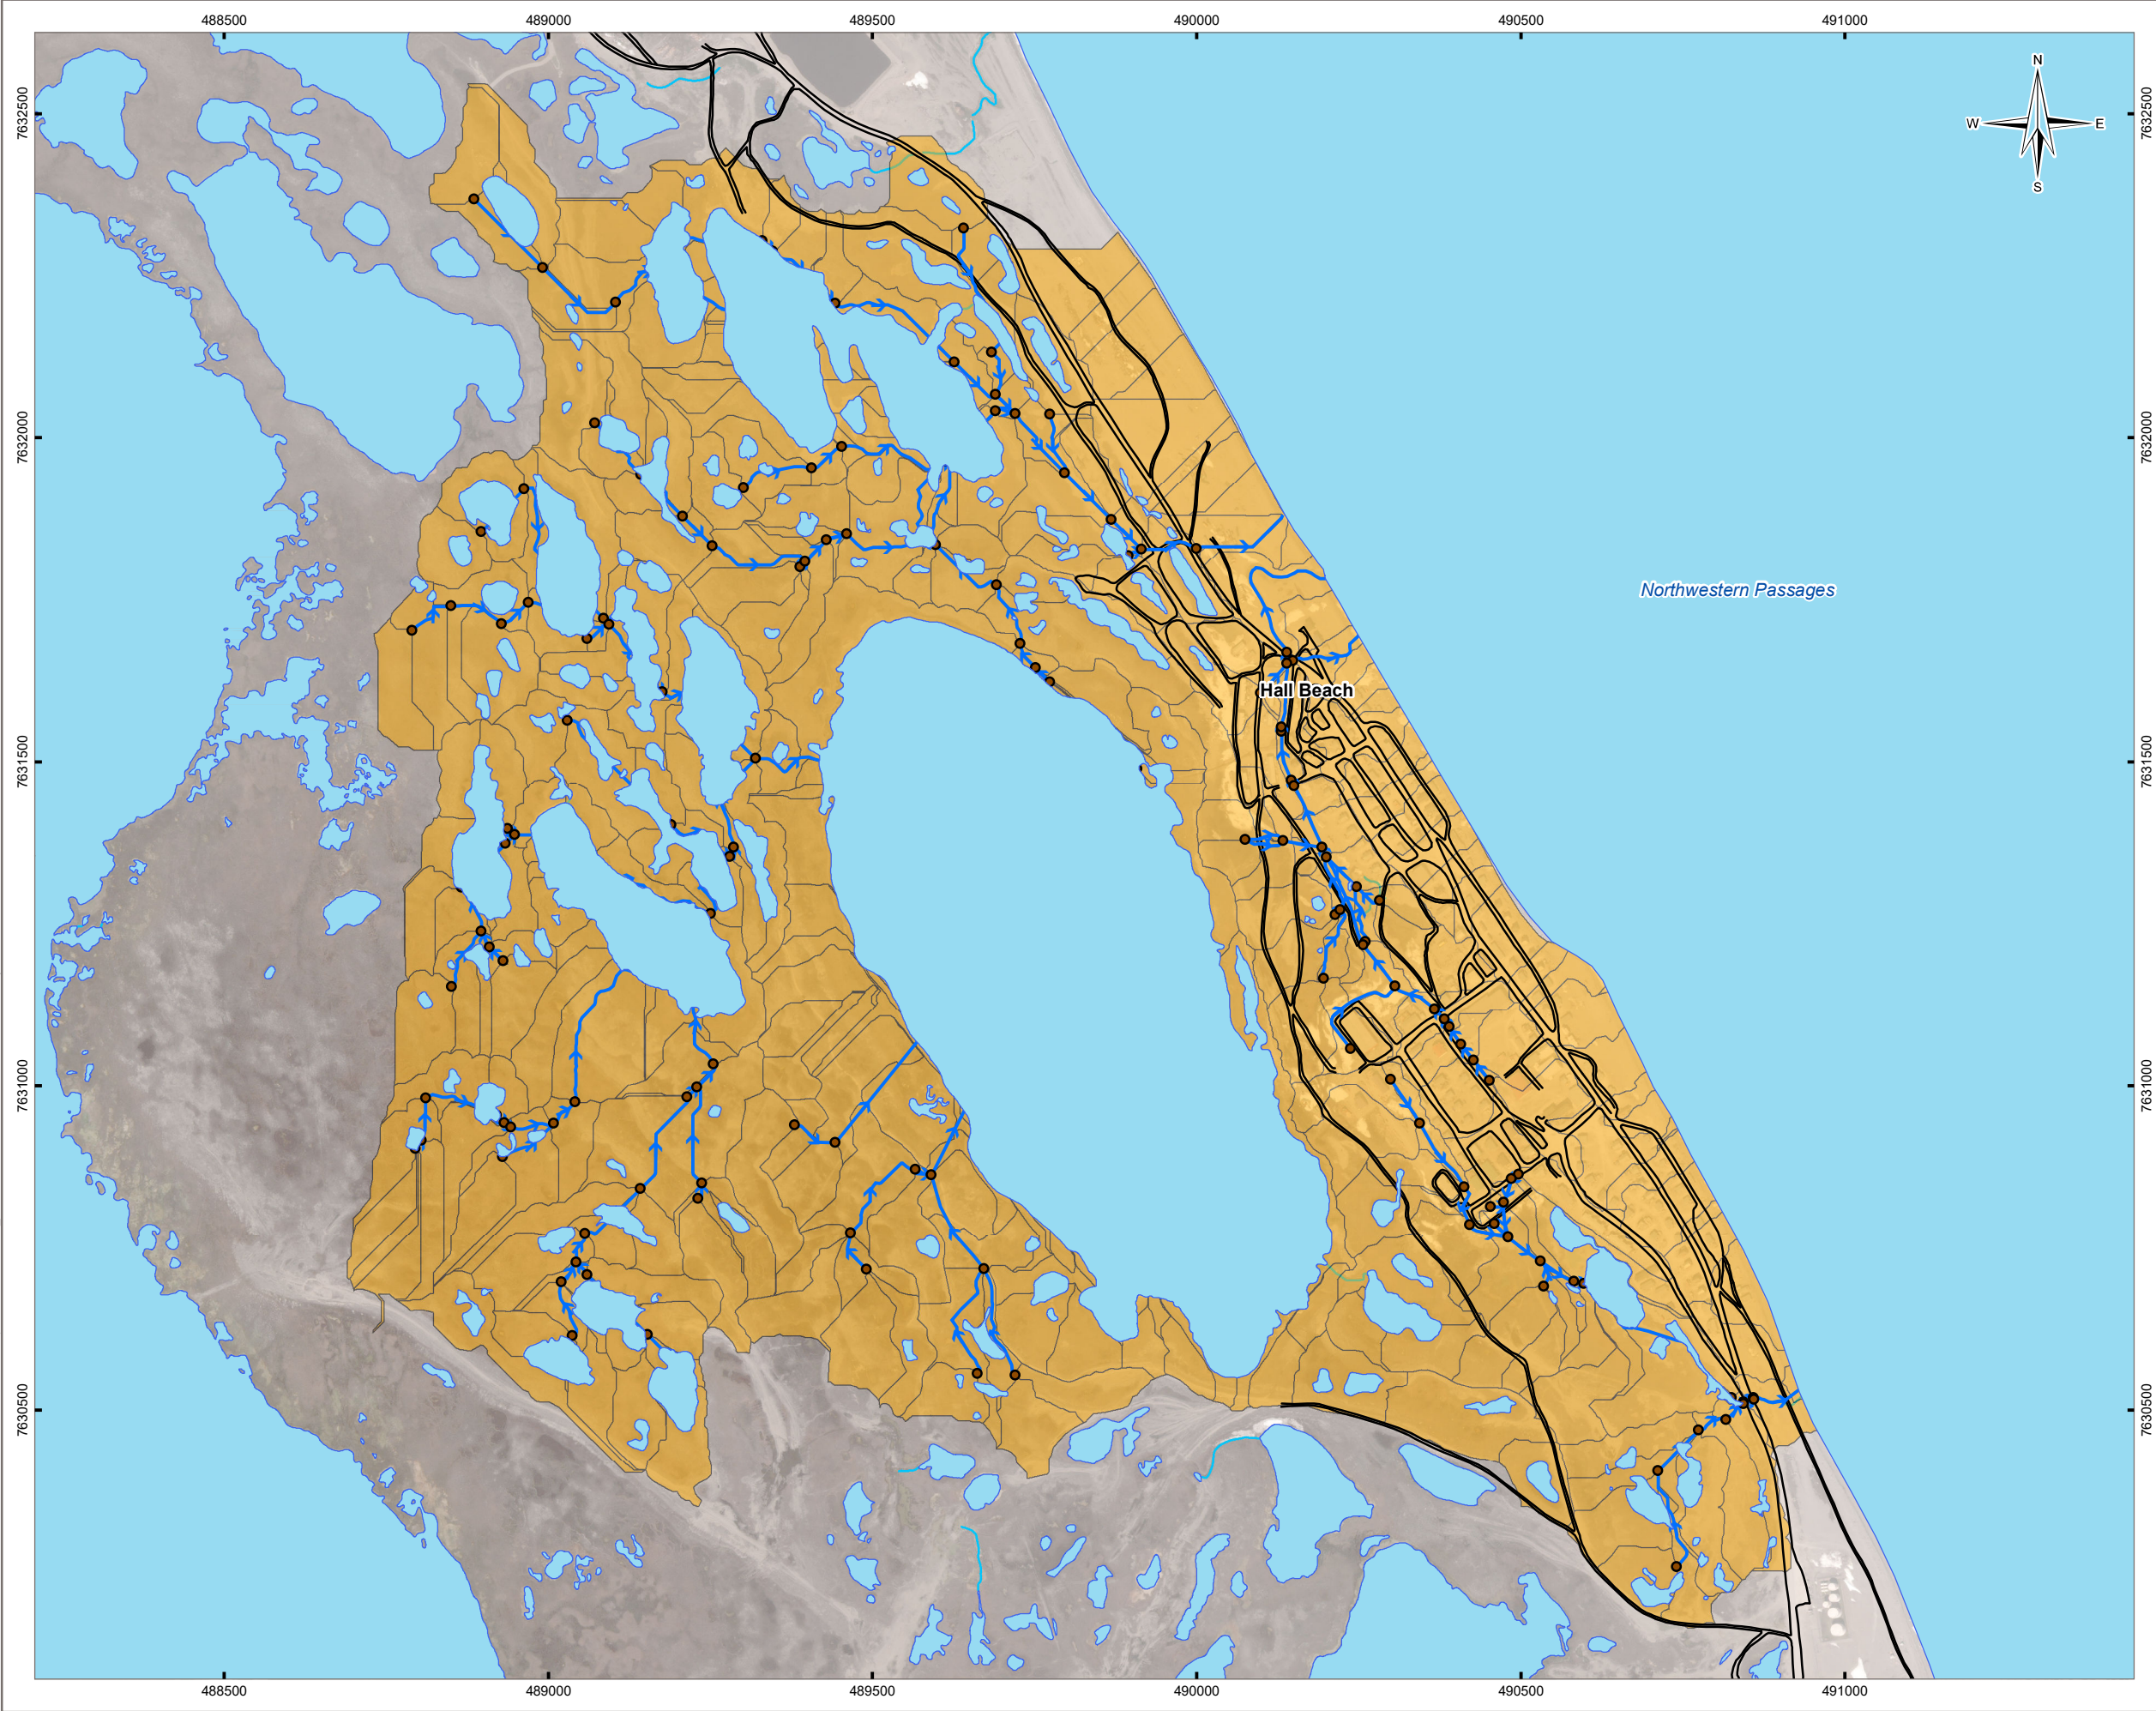 488500 489000 489500 490000 490500 491000
N
W E
S
7632500 7632500
7632000 7632000
Northwestern Passages
Hall Beach
7631500 7631500
7631000 7631000
7630500 7630500
488500 489000 489500 490000 490500 491000